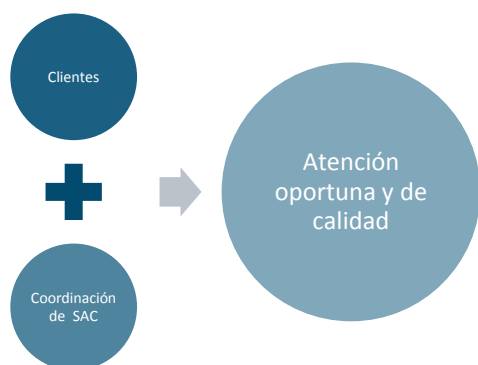 Clientes
Coordinación
de SAC
Atención
oportuna y de
calidad